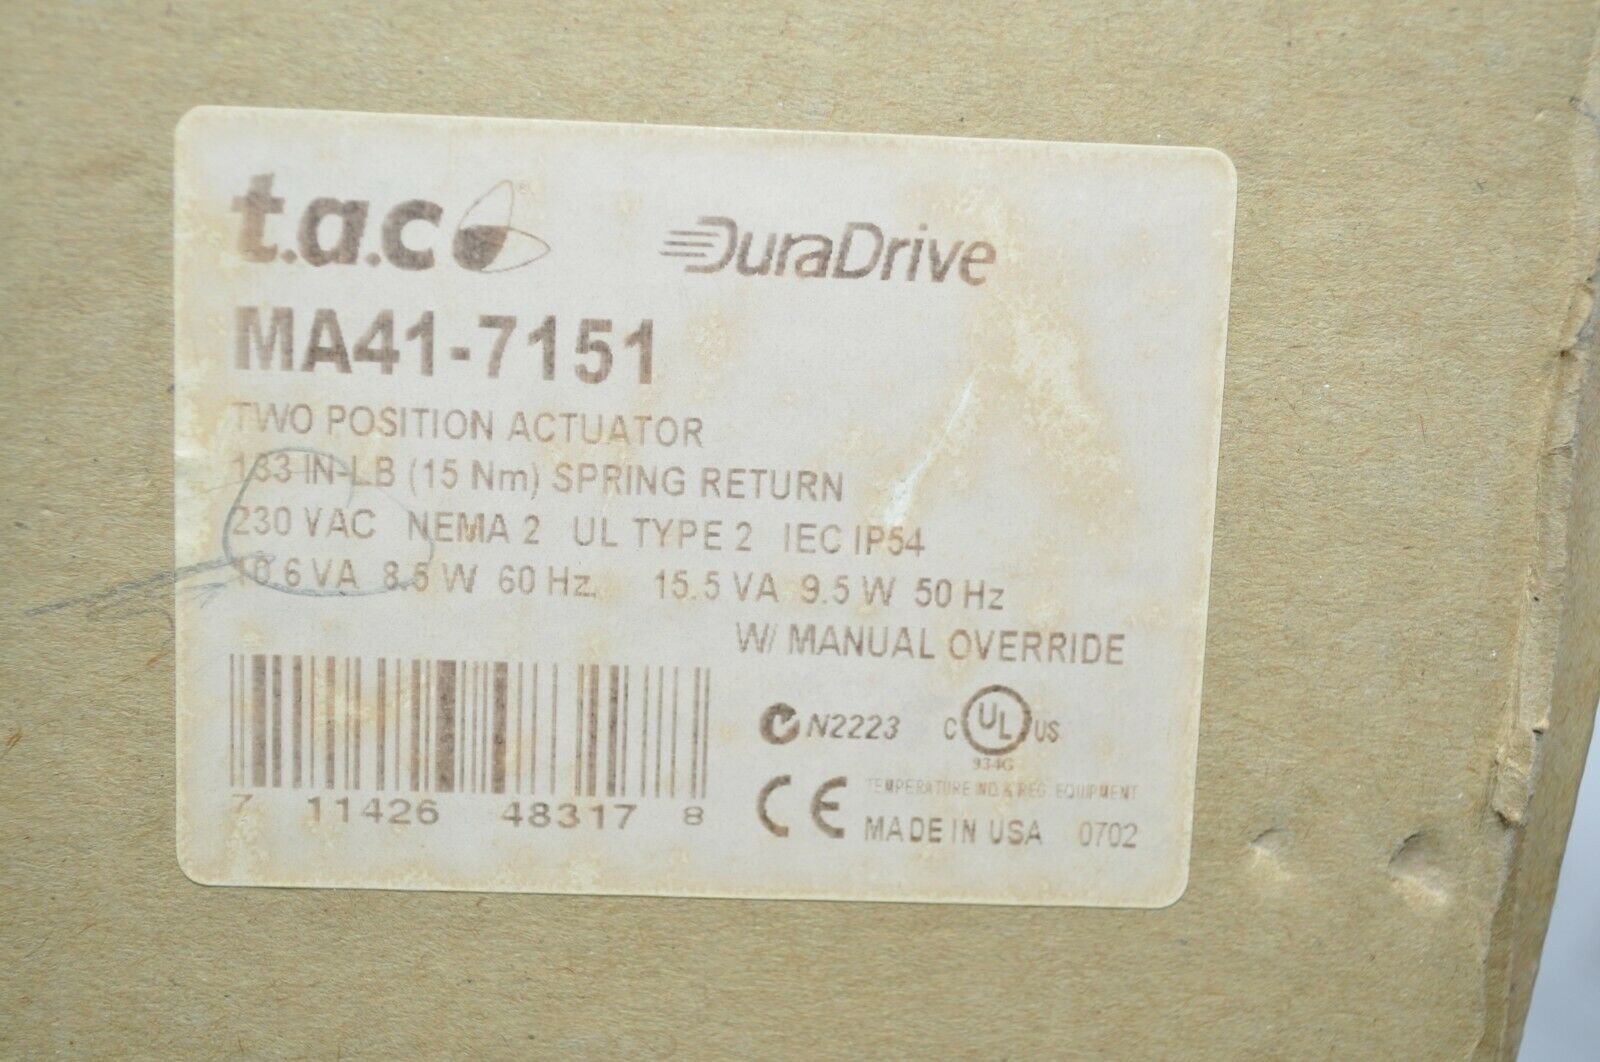 t.a.c ®
DuraDrive
MA41-7151
TWO POSITION ACTUATOR
133 IN-LB (15 Nm) SPRING RETURN
230 VAC NEMA 2 UL TYPE 2 IEC IP54
10.6 VA 8.5 W 60 Hz. 15.5 VA 9.5 W 50 Hz
W/ MANUAL OVERRIDE
N2223
C UL US
934G
7 11426 48317 8
CE
TEMPERATURE IND. & REG. EQUIPMENT
MADE IN USA 0702